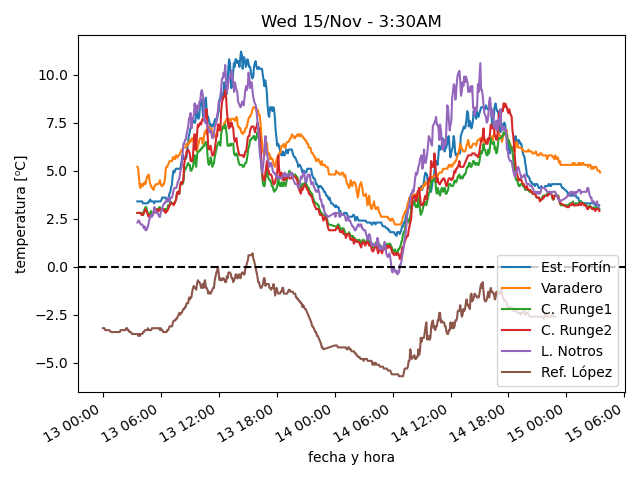 Wed 15/Nov - 3:30AM
temperatura [ºC]
10.0
7.5
5.0
2.5
0.0
−2.5
−5.0
Est. Fortín
Varadero
C. Runge1
C. Runge2
L. Notros
Ref. López
13 00:00
13 06:00
13 12:00
13 18:00
14 00:00
14 06:00
14 12:00
14 18:00
15 00:00
15 06:00
fecha y hora